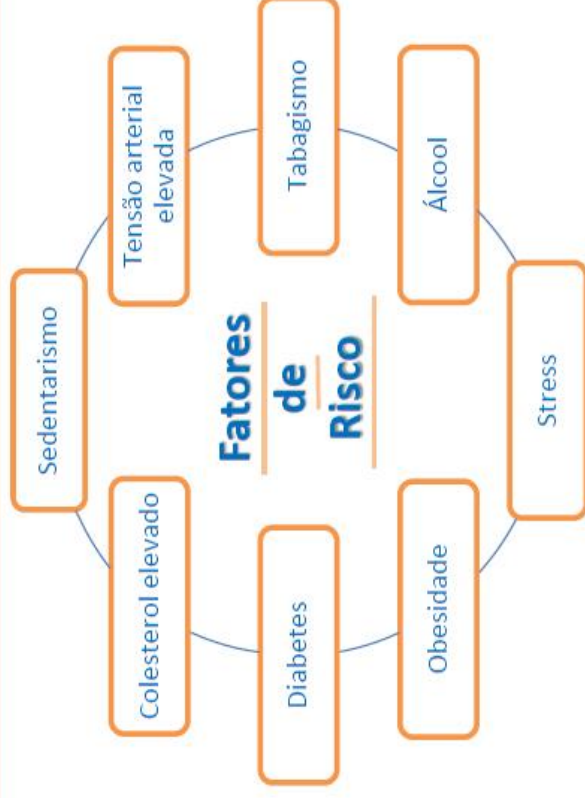 Sedentarismo
Tensão arterial
elevada
Tabagismo
Álcool
Stress
Obesidade
Diabetes
Colesterol elevado
Fatores
de
Risco